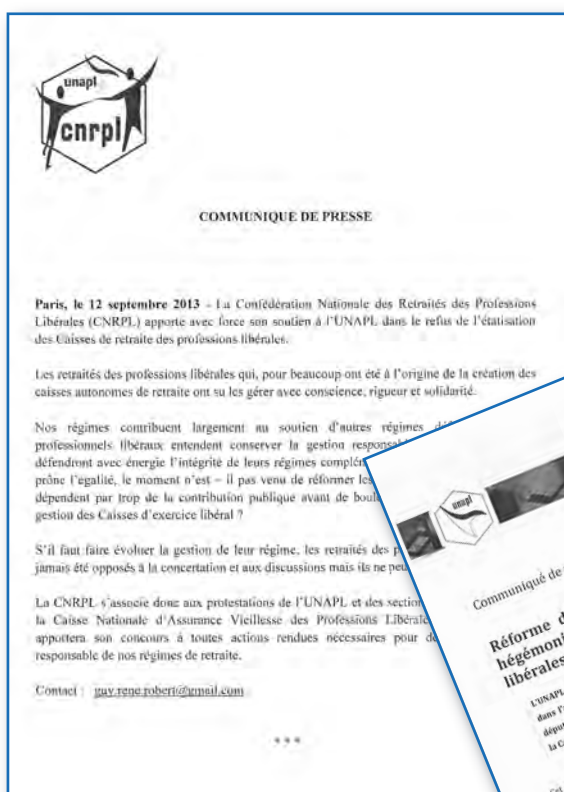 unapl
cnrpl
COMMUNIQUE DE PRESSE
Paris, le 12 septembre 2013 - La Confédération Nationale des Retraités des Professions
Libérales (CNRPL) apporte avec force son soutien à l'UNAPL dans le refus de l'étatisation
des Caisses de retraite des professions libérales.
Les retraités des professions libérales qui, pour beaucoup ont été à l'origine de la création des
caisses autonomes de retraite ont su les gérer avec conscience, rigueur et solidarité.
Nos régimes contribuent largement au soutien d'autres régimes
professionnels libéraux entendent conserver la gestion
défendront avec énergie l'intégrité de leurs régimes
prône l'égalité, le moment n'est – il pas venu de réformer
dépendent par trop de la contribution publique avant de
gestion des Caisses d'exercice libéral ?
S'il faut faire évoluer la gestion de leur régime, les retraités des
jamais été opposés à la concertation et aux discussions mais ils ne
La CNRPL s'associe donc aux protestations de l'UNAPL et des
la Caisse Nationale d'Assurance Vieillesse des Professions
apportera son concours à toutes actions rendues nécessaires pour
responsable de nos régimes de retraite.
Contact : guy.rene.robert@gmail.com
* * *
unapl
Communiqué de
Réforme
libérales
L'UNAPL
dans